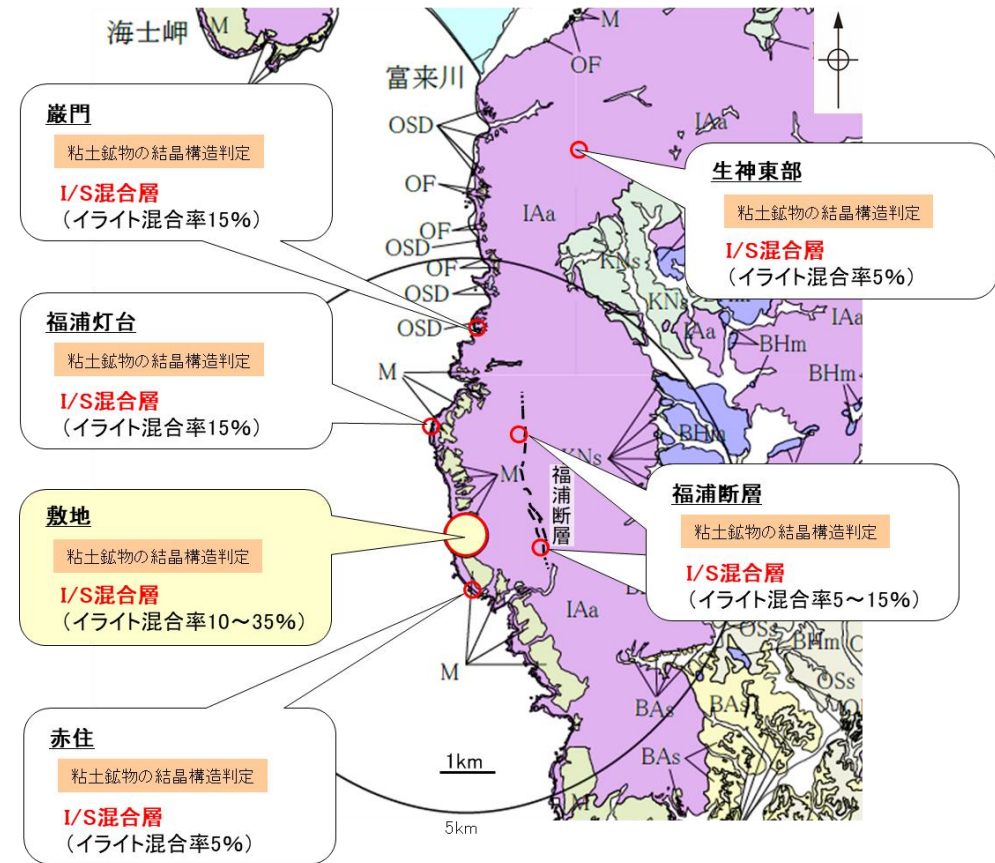 海士岬
M
富来川
M
OF
OSD
OF
OF
OSD
OF
OSD
OSD
M
IAa
IAa
KNs
KNs
IAa
IAa
BHm
BHm
BHm
KNs
M
福浦断層
IAa
M
OSs
BHm
OSs
BAs
BAs
BAs
M
1km
5km
巌門
粘土鉱物の結晶構造判定
I/S混合層
(イライト混合率15%)
福浦灯台
粘土鉱物の結晶構造判定
I/S混合層
(イライト混合率15%)
敷地
粘土鉱物の結晶構造判定
I/S混合層
(イライト混合率10~35%)
赤住
粘土鉱物の結晶構造判定
I/S混合層
(イライト混合率5%)
生神東部
粘土鉱物の結晶構造判定
I/S混合層
(イライト混合率5%)
福浦断層
粘土鉱物の結晶構造判定
I/S混合層
(イライト混合率5~15%)